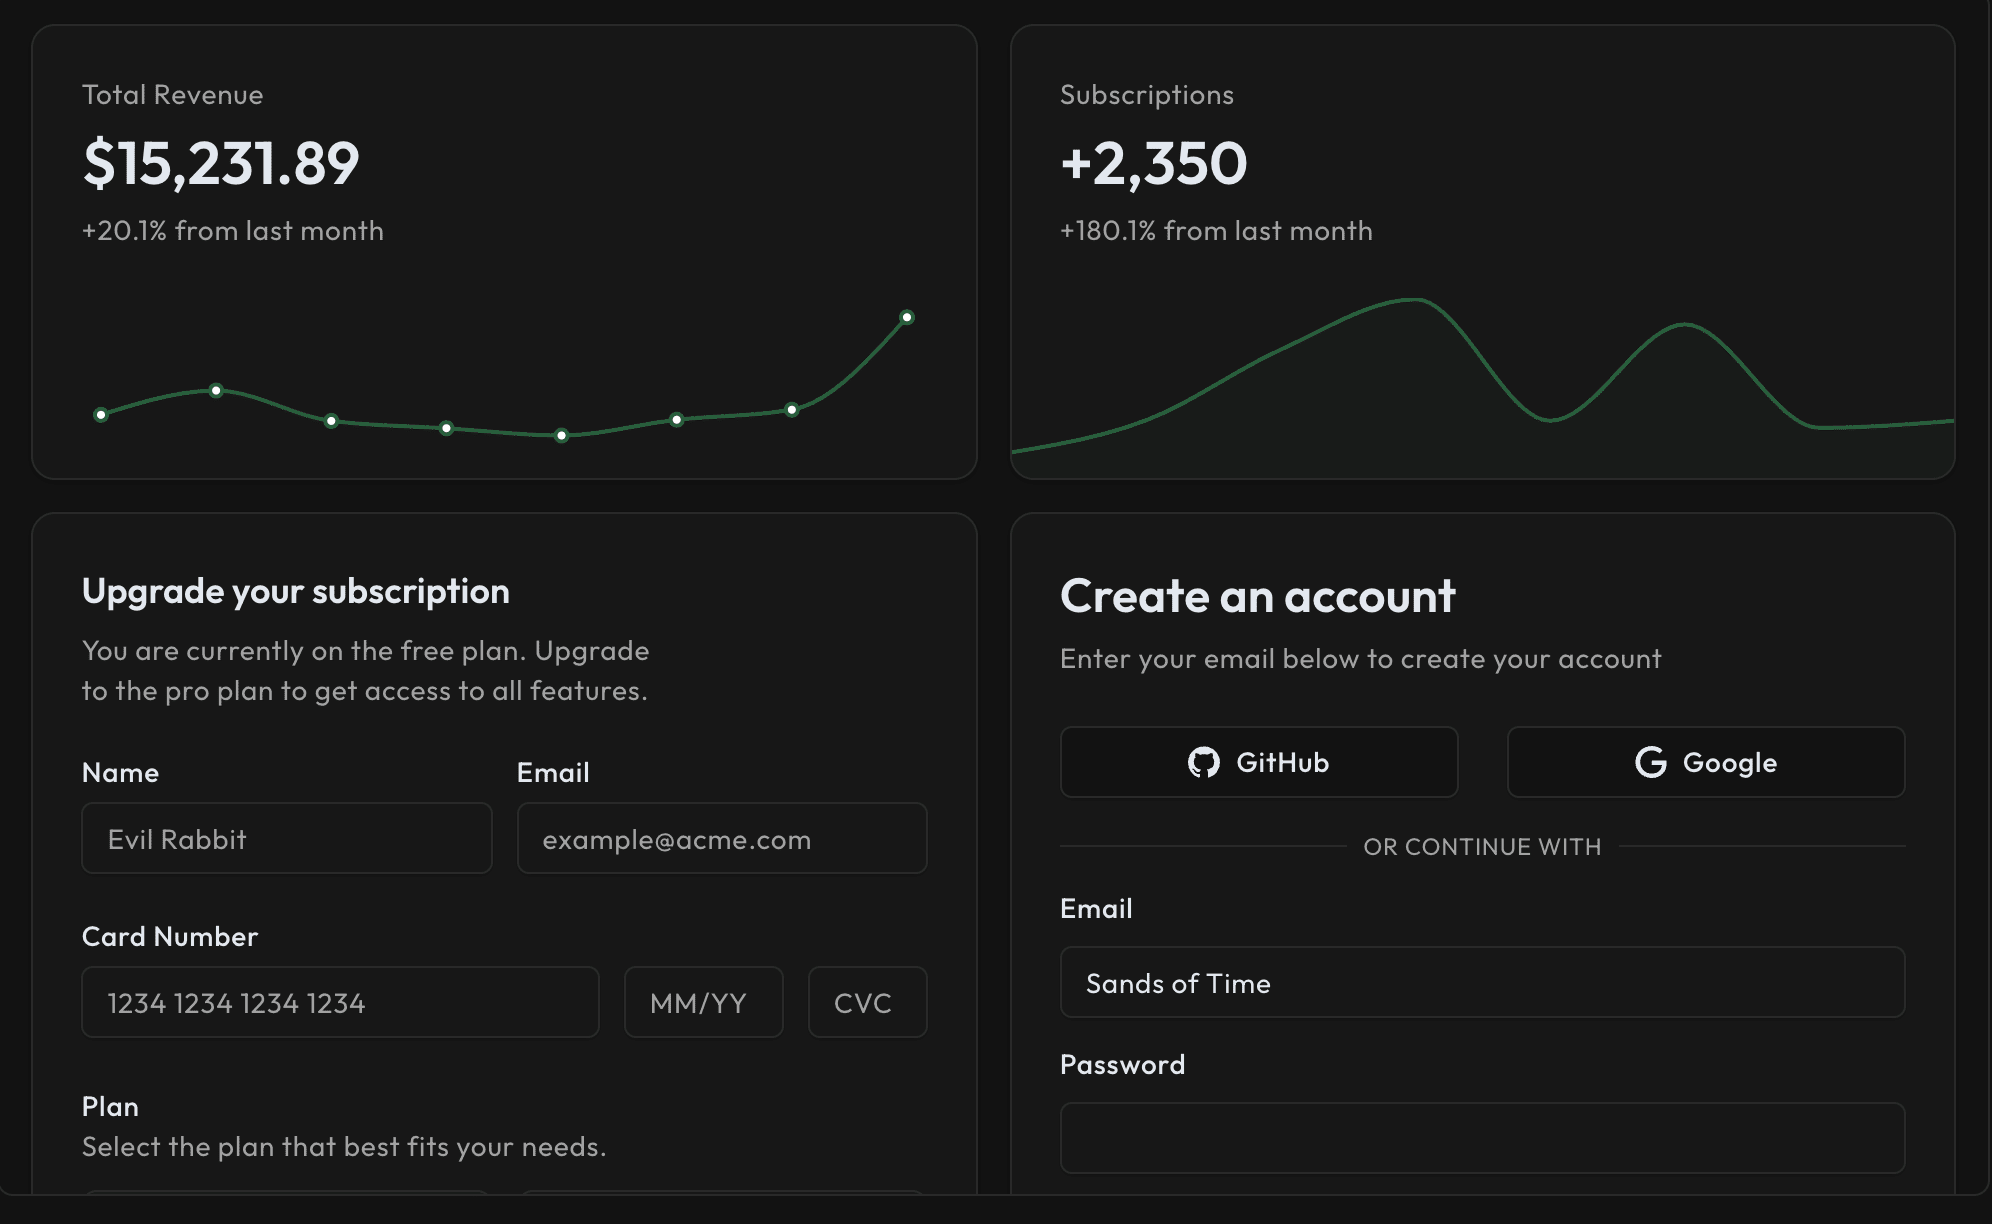 Total Revenue
$15,231.89
+20.1% from last month
Subscriptions
+2,350
+180.1% from last month
Upgrade your subscription
You are currently on the free plan. Upgrade
to the pro plan to get access to all features.
Name
Email
Evil Rabbit
example@acme.com
Card Number
1234 1234 1234 1234
MM/YY
CVC
Plan
Select the plan that best fits your needs.
Create an account
Enter your email below to create your account
GitHub
Google
OR CONTINUE WITH
Email
Sands of Time
Password